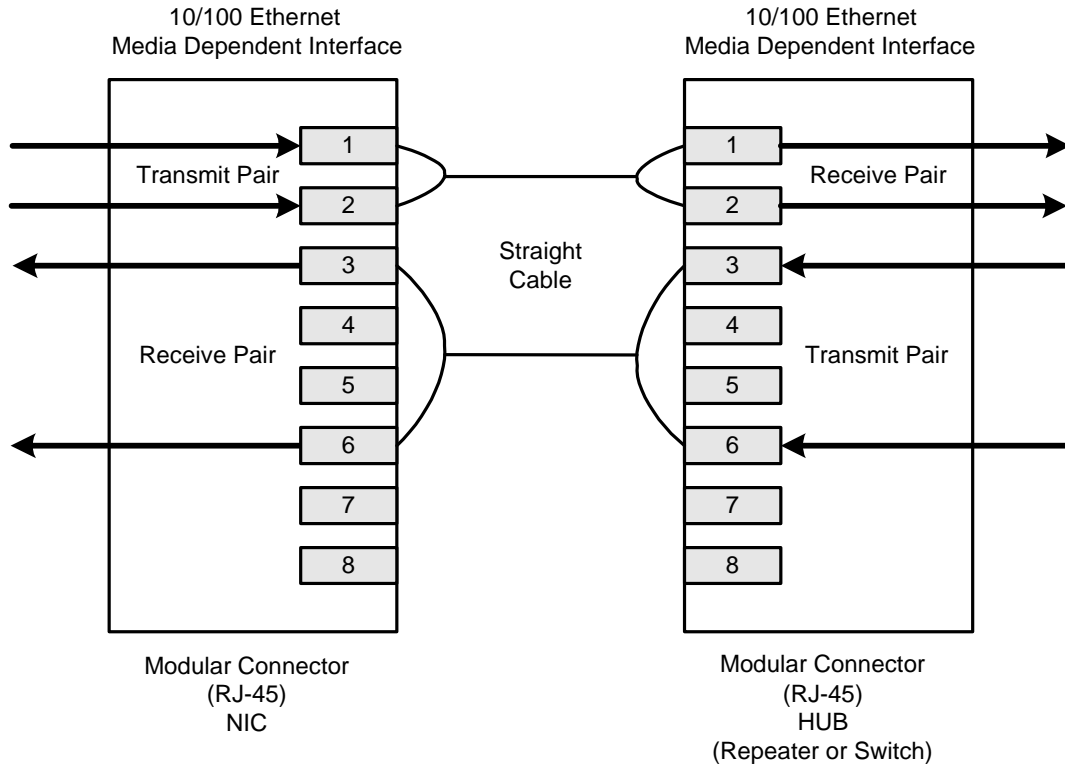 10/100 Ethernet
Media Dependent Interface
10/100 Ethernet
Media Dependent Interface
1
Transmit Pair
2
3
4
Receive Pair
5
6
7
8
Straight
Cable
1
Receive Pair
2
3
4
Transmit Pair
5
6
7
8
Modular Connector
(RJ-45)
NIC
Modular Connector
(RJ-45)
HUB
(Repeater or Switch)